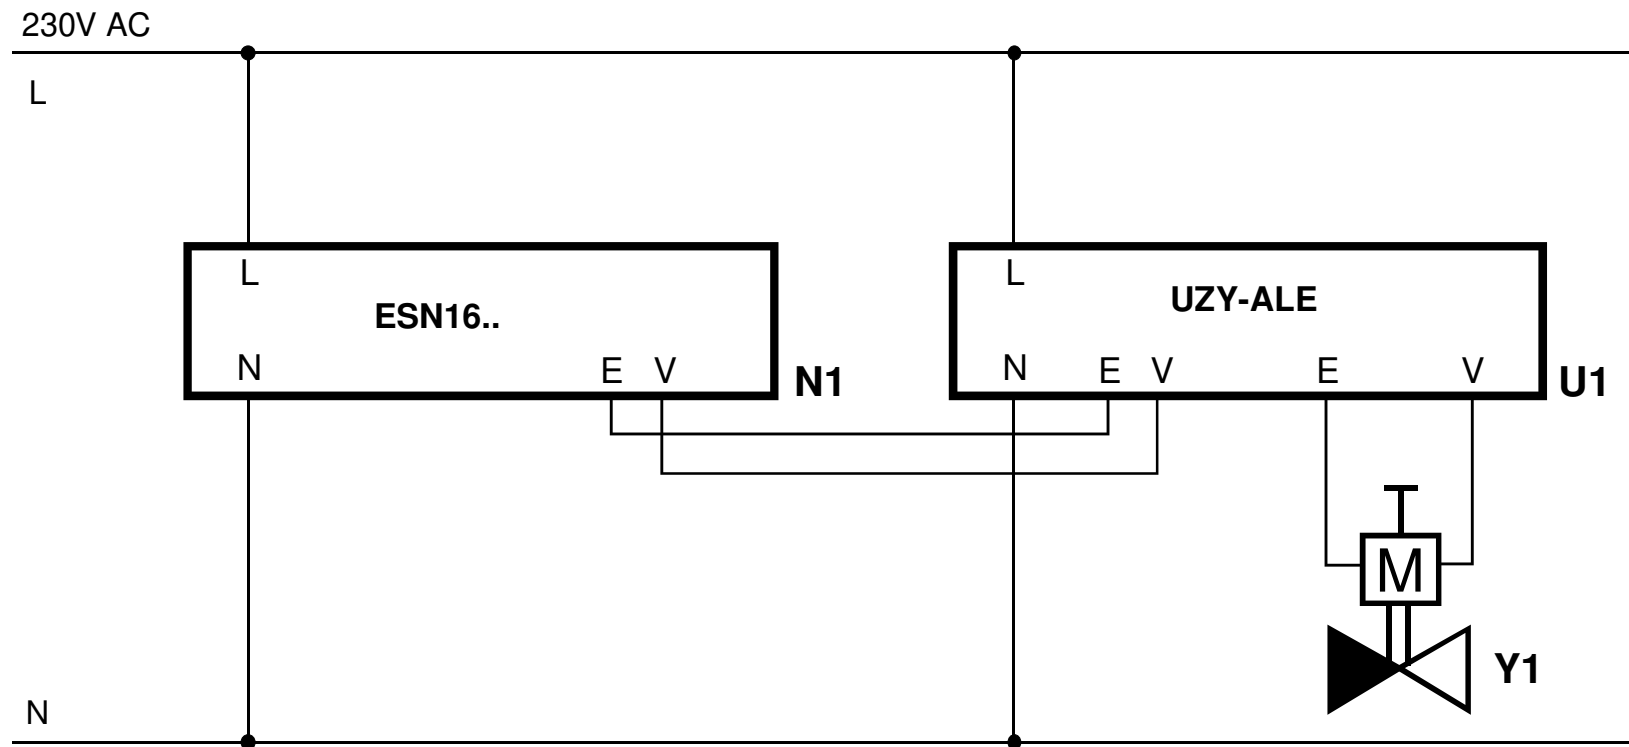 230V AC
L
L L
ESN16.. UZY-ALE
N E V N1 N E V E V U1
M
Y1
N